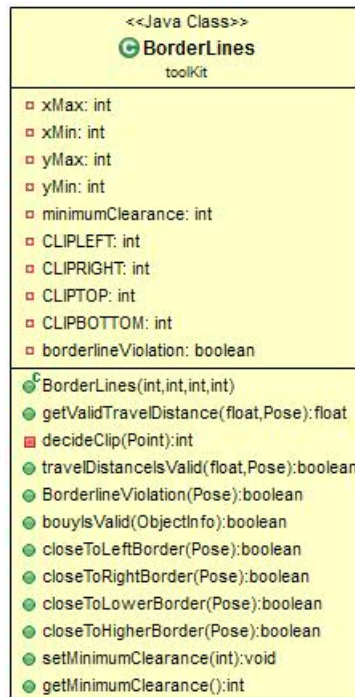 <<Java Class>>
BorderLines
toolKit
xMax: int
xMin: int
yMax: int
yMin: int
minimumClearance: int
CLIPLEFT: int
CLIPRIGHT: int
CLIPTOP: int
CLIPBOTTOM: int
borderlineViolation: boolean
BorderLines(int,int,int,int)
getValidTravelDistance(float,Pose):float
decideClip(Point):int
travelDistanceIsValid(float,Pose):boolean
BorderlineViolation(Pose):boolean
bouyIsValid(ObjectInfo):boolean
closeToLeftBorder(Pose):boolean
closeToRightBorder(Pose):boolean
closeToLowerBorder(Pose):boolean
closeToHigherBorder(Pose):boolean
setMinimumClearance(int):void
getMinimumClearance():int